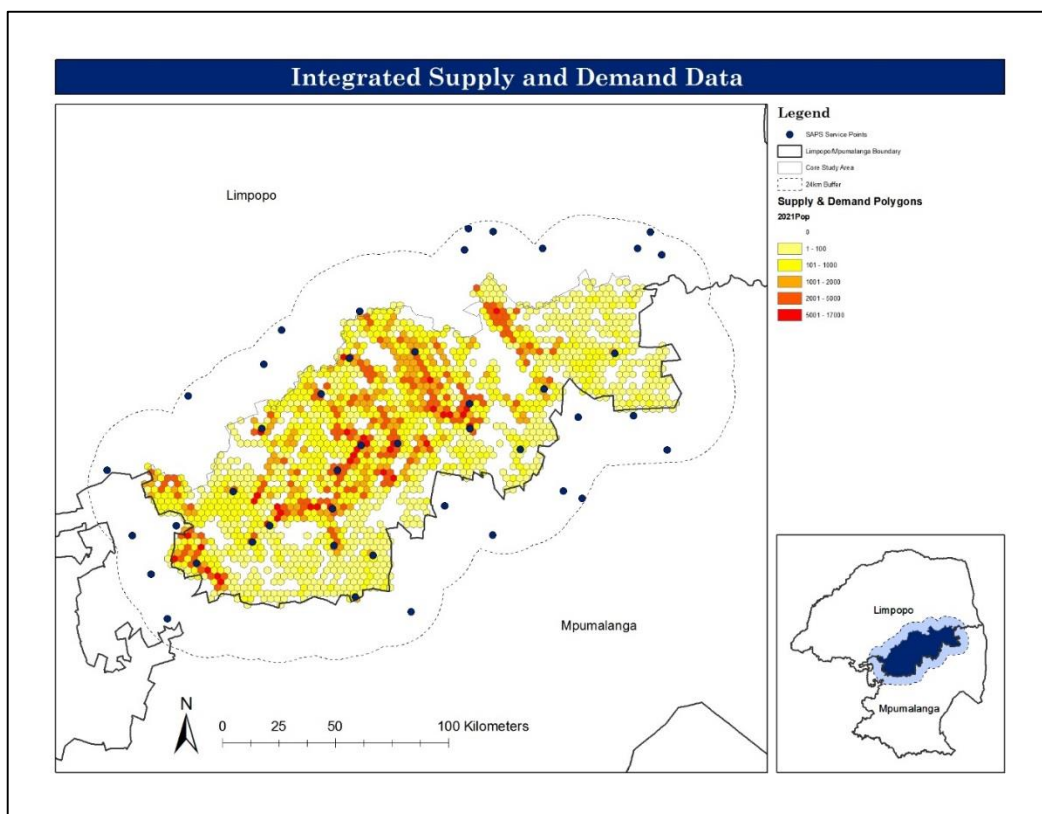 Integrated Supply and Demand Data
Legend
SAPS Service Points
Limpopo/Mpumalanga Boundary
Core Study Area
24km Buffer
Supply & Demand Polygons
2021Pop
0
1 - 100
101 - 1000
1001 - 2000
2001 - 5000
5001 - 17000
Limpopo
Mpumalanga
N
0 25 50 100 Kilometers
Limpopo
Mpumalanga